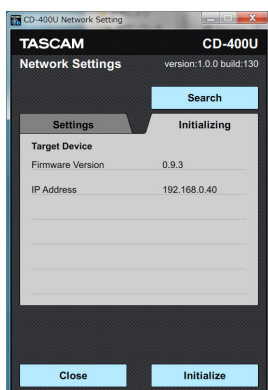 CD-400U Network Setting
TASCAM CD-400U
Network Settings version:1.0.0 build:130
Search
Settings Initializing
Target Device
Firmware Version 0.9.3
IP Address 192.168.0.40
Close Initialize